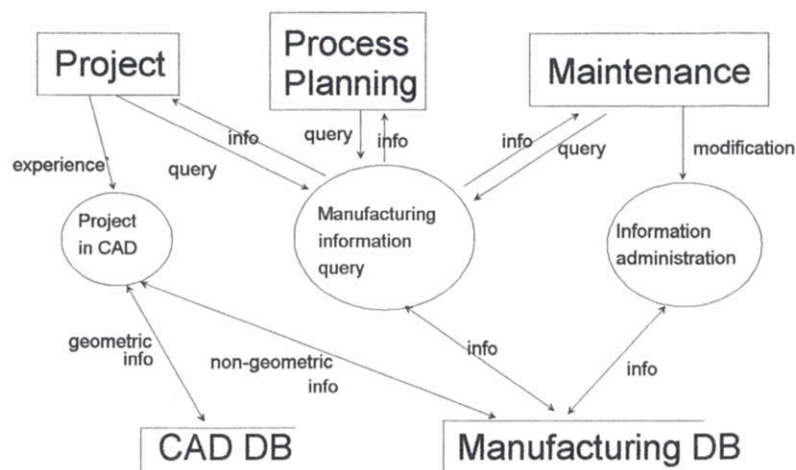 Project
Process
Planning
Maintenance
info
query
info
info
query
modification
experience
query
Project
in CAD
Manufacturing
information
query
Information
administration
geometric
info
non-geometric
info
info
info
CAD DB
Manufacturing DB